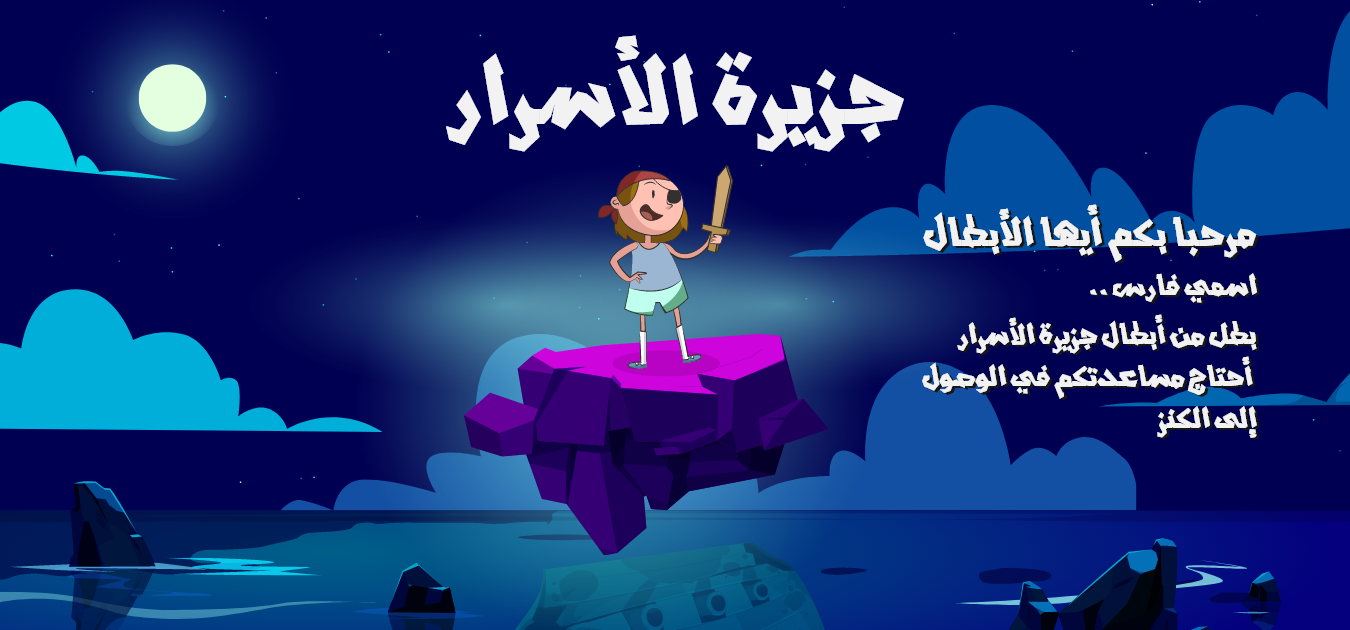 جزيرة الأسرار
مرحبا بكم أيها الأبطال
اسمي فارس ..
بطل من أبطال جزيرة الأسرار
أحتاج مساعدتكم في الوصول
إلى الكنز